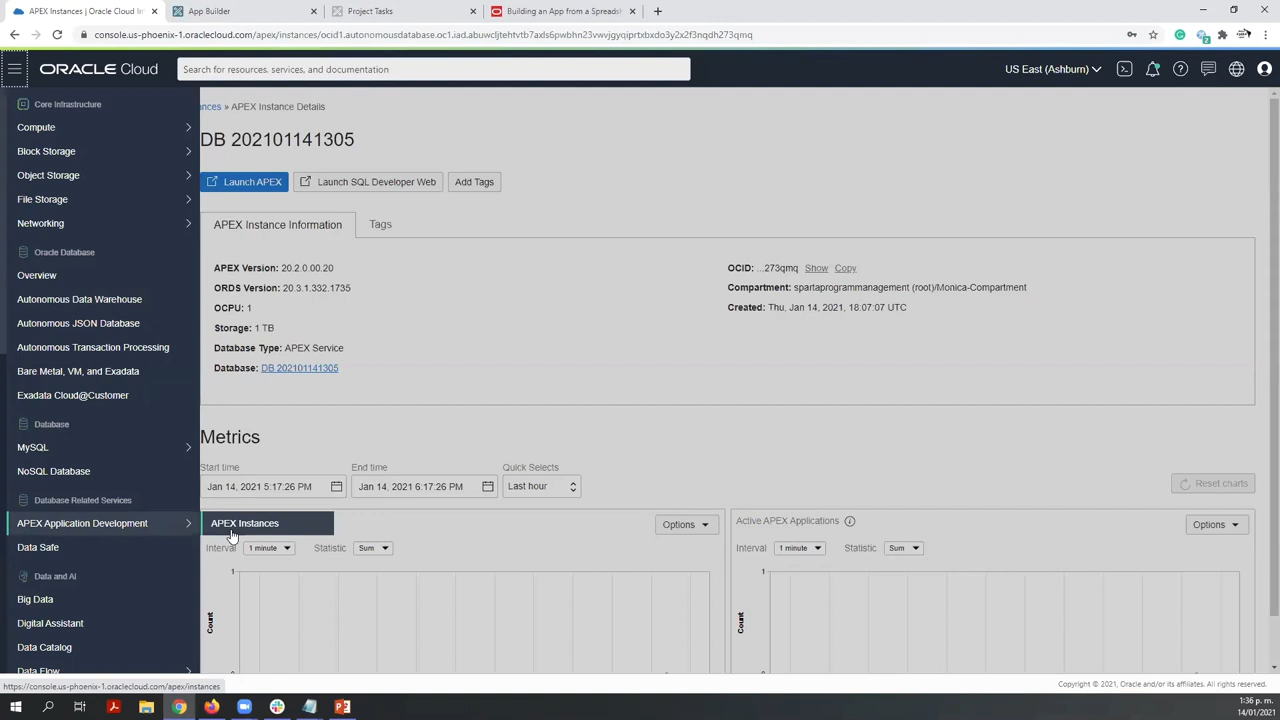 APEX Instances | Oracle Cloud In
App Builder
Project Tasks
Building an App from a Spreadsh
console.us-phoenix-1.oraclecloud.com/apex/instances/ocid1.autonomousdatabase.oc1.iad.abuwcljtehtvtb7axls6pwbhn23vwvjgyqiprtxbxdo3y2x2f3nqdh273qmq
ORACLE Cloud
Search for resources, services, and documentation
US East (Ashburn)
Core Infrastructure
Compute
Block Storage
Object Storage
File Storage
Networking
Oracle Database
Overview
Autonomous Data Warehouse
Autonomous JSON Database
Autonomous Transaction Processing
Bare Metal, VM, and Exadata
Exadata Cloud@Customer
Database
MySQL
NoSQL Database
Database Related Services
APEX Application Development
APEX Instances
Data Safe
Data and AI
Big Data
Digital Assistant
Data Catalog
Data Flow
ances » APEX Instance Details
DB 202101141305
Launch APEX
Launch SQL Developer Web
Add Tags
APEX Instance Information
Tags
APEX Version: 20.2.0.00.20
ORDS Version: 20.3.1.332.1735
OCPU: 1
Storage: 1 TB
Database Type: APEX Service
Database: DB 202101141305
OCID: ...273qmq Show Copy
Compartment: spartaprogrammanagement (root)/Monica-Compartment
Created: Thu, Jan 14, 2021, 18:07:07 UTC
Metrics
Start time
End time
Quick Selects
Jan 14, 2021 5:17:26 PM
Jan 14, 2021 6:17:26 PM
Last hour
Reset charts
Options
Interval
1 minute
Statistic
Sum
1
Count
Active APEX Applications
Options
Interval
1 minute
Statistic
Sum
1
Count
https://console.us-phoenix-1.oraclecloud.com/apex/instances
Copyright © 2021, Oracle and/or its affiliates. All rights reserved.
1:36 p. m.
14/01/2021